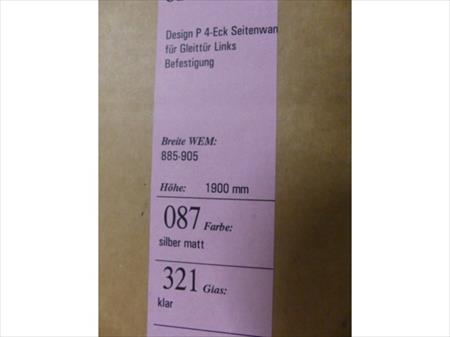 Design P 4-Eck Seitenwan
für Gleittür Links
Befestigung
Breite WEM:
885-905
Höhe: 1900 mm
087 Farbe:
silber matt
321 Glas:
klar